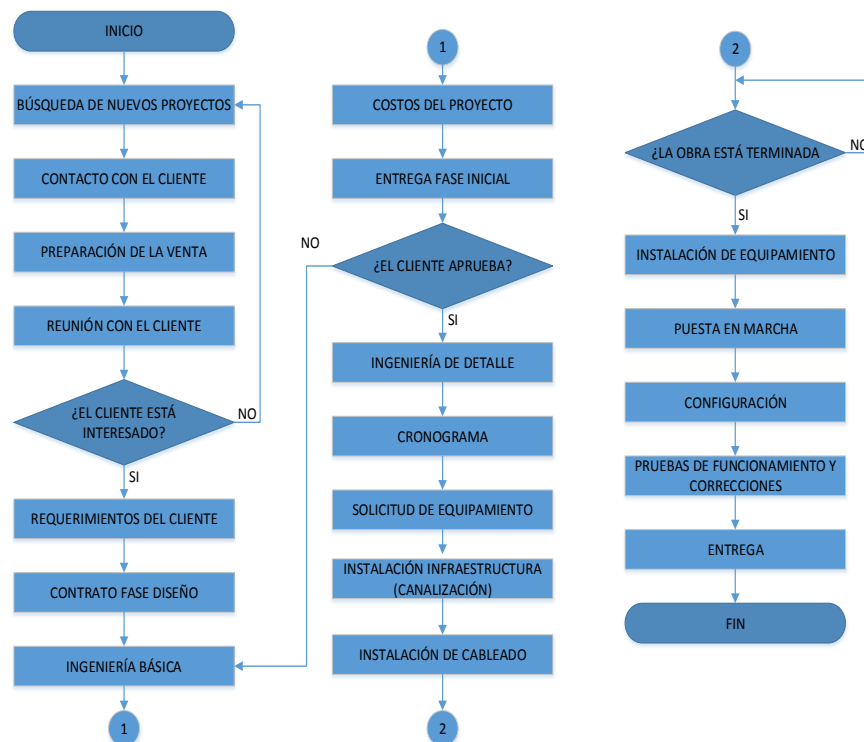 INICIO
BÚSQUEDA DE NUEVOS PROYECTOS
CONTACTO CON EL CLIENTE
PREPARACIÓN DE LA VENTA
REUNIÓN CON EL CLIENTE
¿EL CLIENTE ESTÁ
INTERESADO?
NO
SI
REQUERIMIENTOS DEL CLIENTE
CONTRATO FASE DISEÑO
INGENIERÍA BÁSICA
1
1
COSTOS DEL PROYECTO
ENTREGA FASE INICIAL
NO
¿EL CLIENTE APRUEBA?
SI
INGENIERÍA DE DETALLE
CRONOGRAMA
SOLICITUD DE EQUIPAMIENTO
INSTALACIÓN INFRAESTRUCTURA
(CANALIZACIÓN)
INSTALACIÓN DE CABLEADO
2
2
¿LA OBRA ESTÁ TERMINADA
NO
SI
INSTALACIÓN DE EQUIPAMIENTO
PUESTA EN MARCHA
CONFIGURACIÓN
PRUEBAS DE FUNCIONAMIENTO Y
CORRECCIONES
ENTREGA
FIN